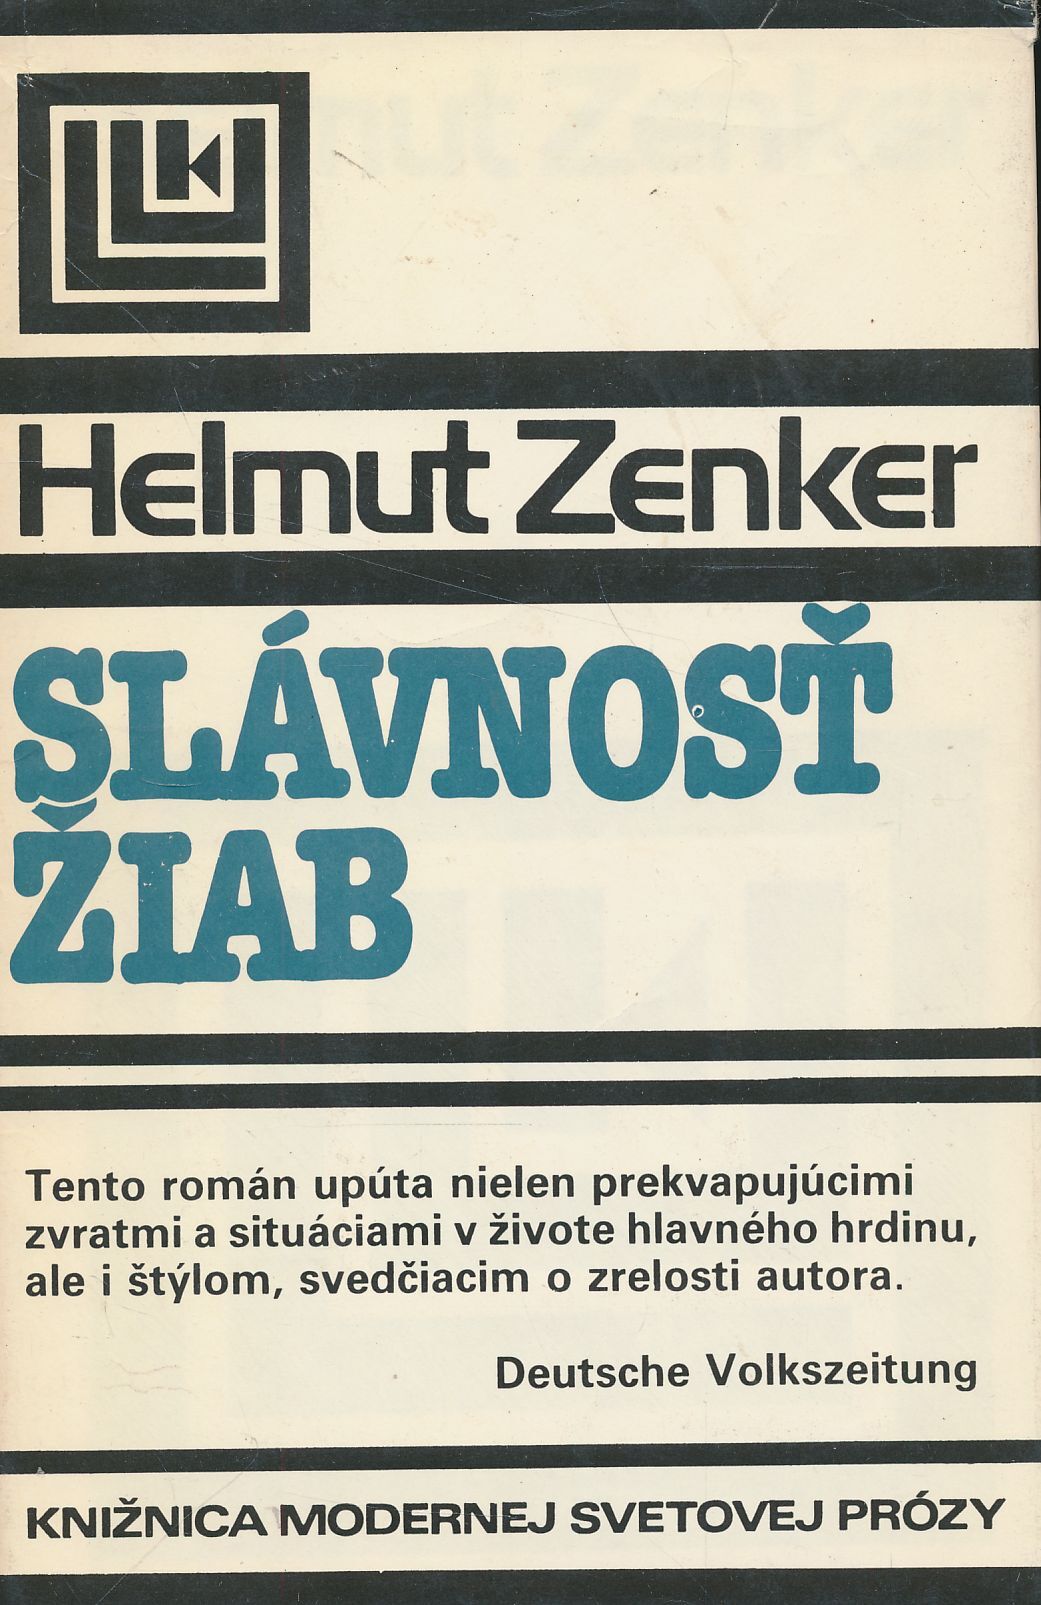 Helmut Zenker
SLÁVNOSŤ
ŽIAB
Tento román upúta nielen prekvapujúcimi
zvratmi a situáciami v živote hlavného hrdinu,
ale i štýlom, svedčiacim o zrelosti autora.
Deutsche Volkszeitung
KNIŽNICA MODERNEJ SVETOVEJ PRÓZY